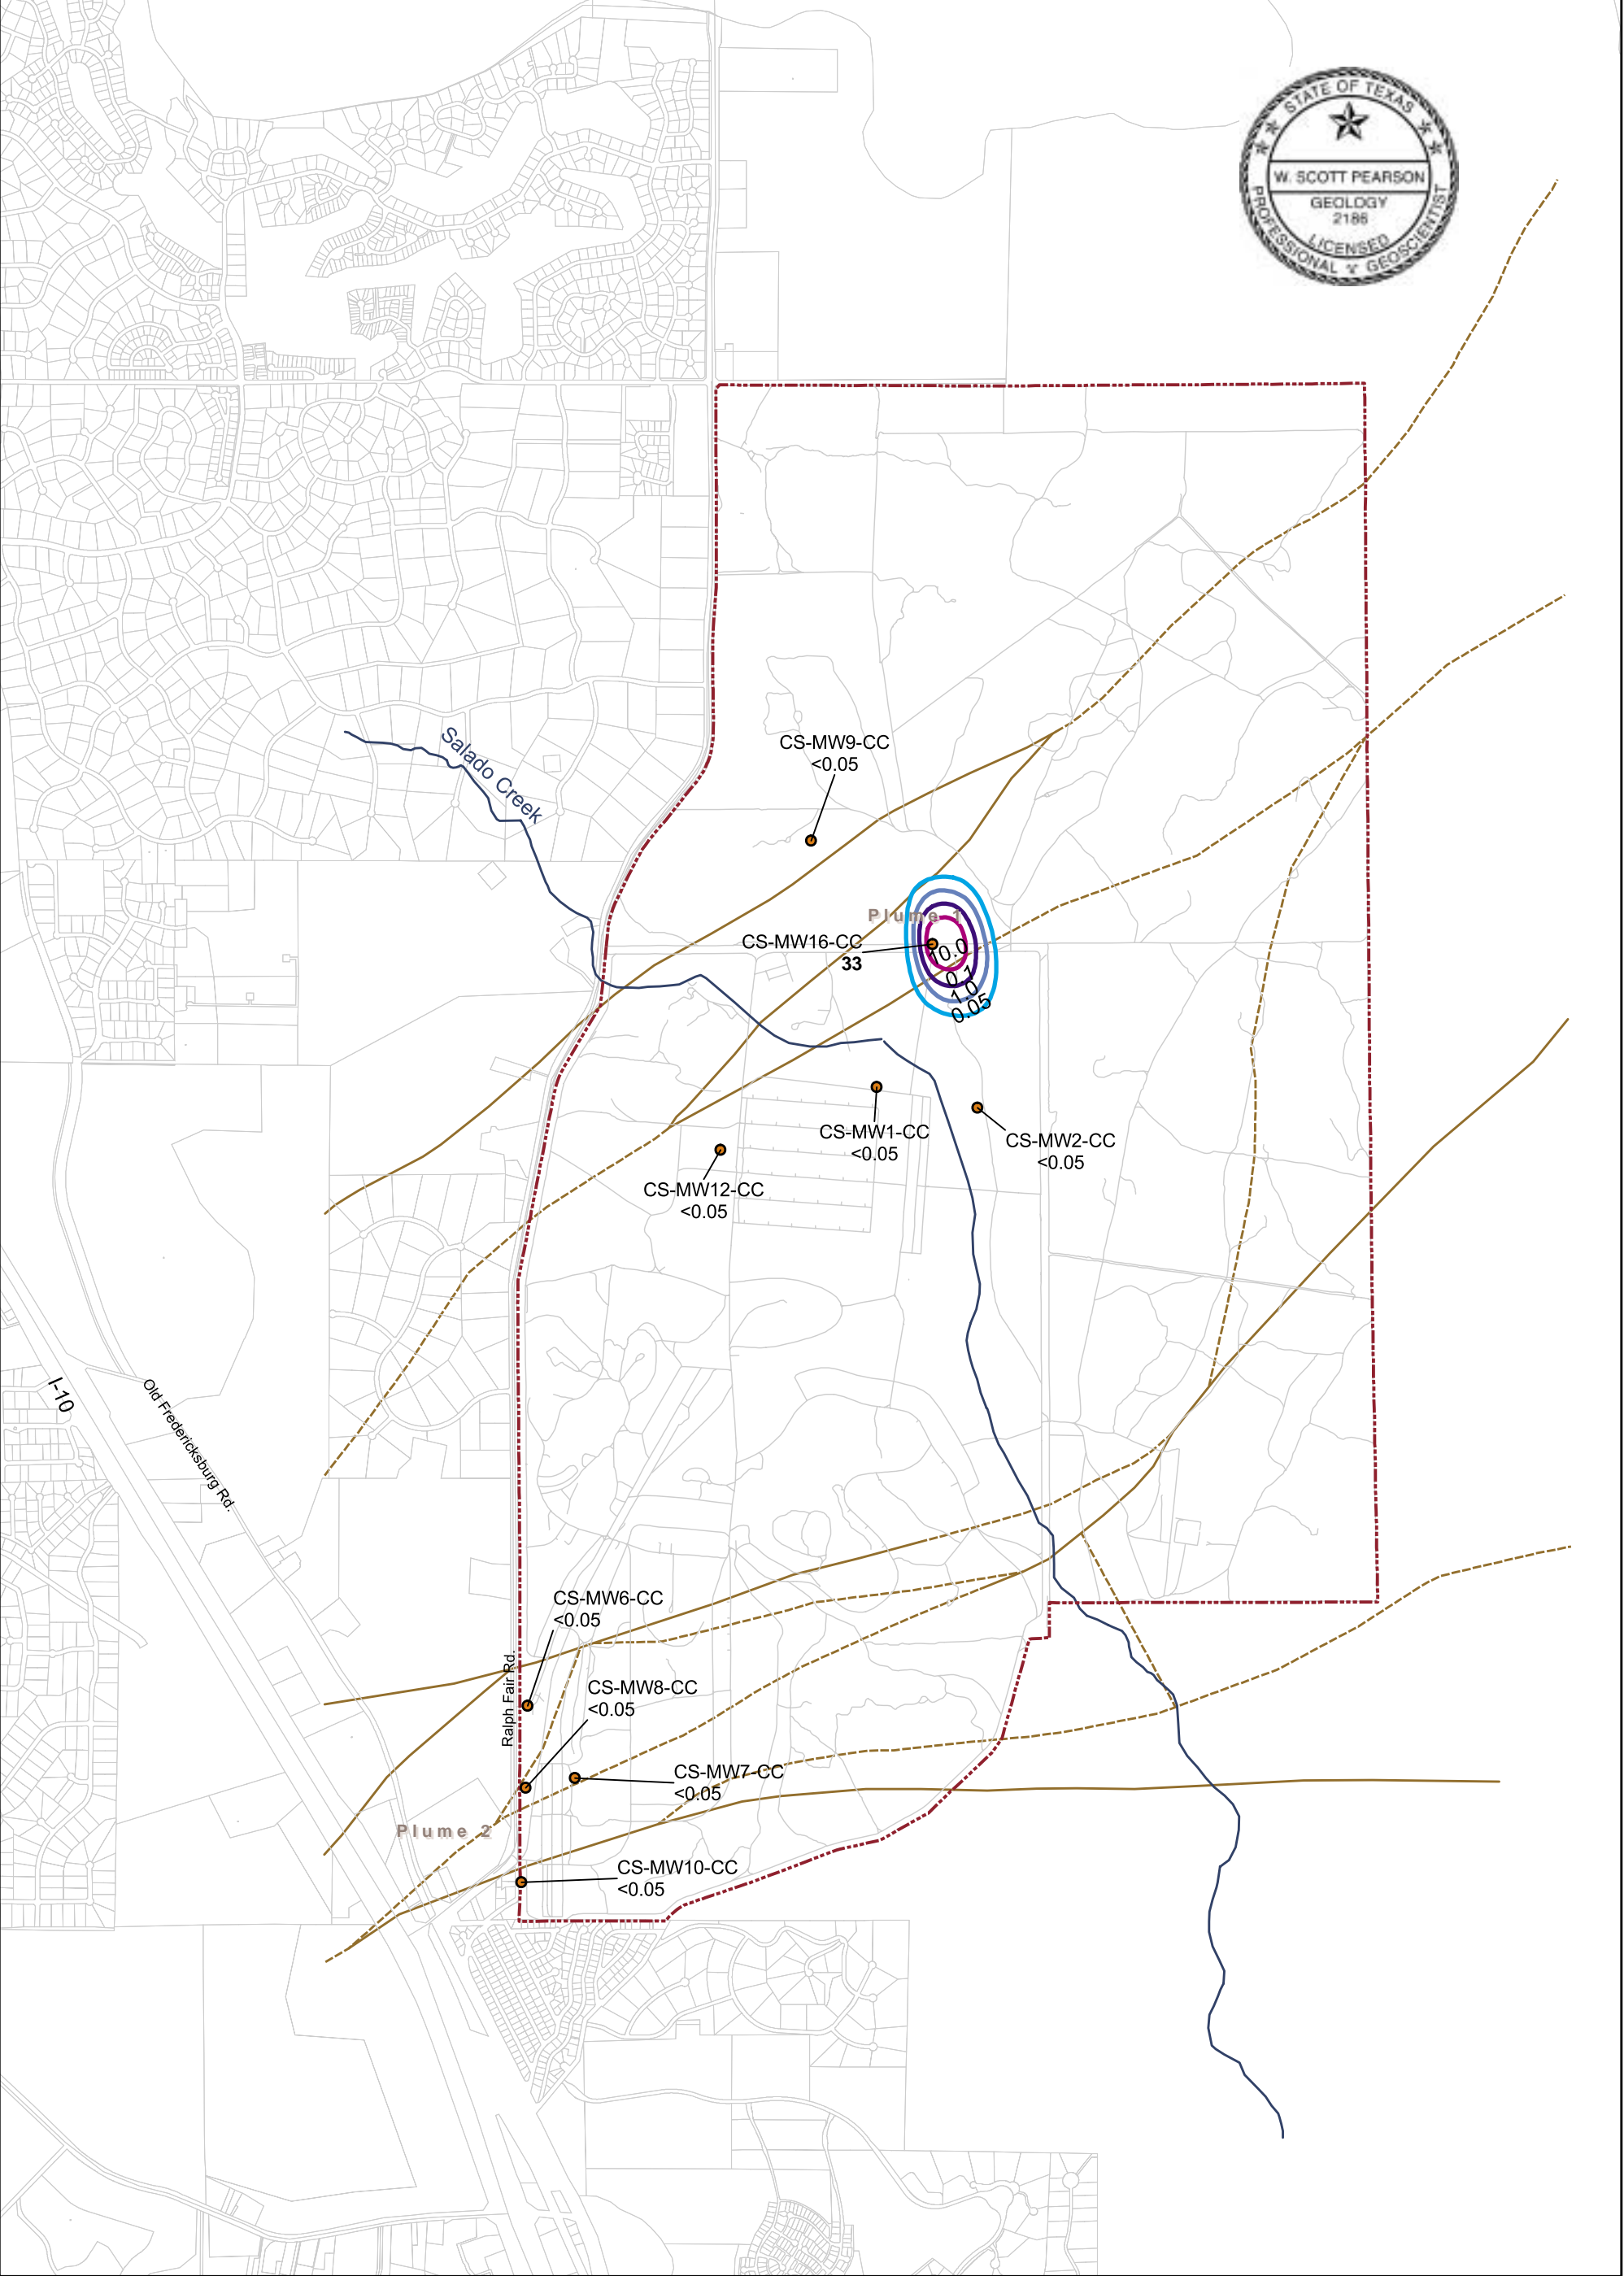 STATE OF TEXAS
W. SCOTT PEARSON
GEOLOGY
2186
LICENSED
PROFESSIONAL GEOSCIENTIST
Salado Creek
CS-MW9-CC
<0.05
Plume 1
CS-MW16-CC
33
10.0
0.1
1.0
0.05
CS-MW1-CC
<0.05
CS-MW2-CC
<0.05
CS-MW12-CC
<0.05
I-10
Old Fredericksburg Rd.
CS-MW6-CC
<0.05
Ralph Fair Rd.
CS-MW8-CC
<0.05
CS-MW7-CC
<0.05
Plume 2
CS-MW10-CC
<0.05